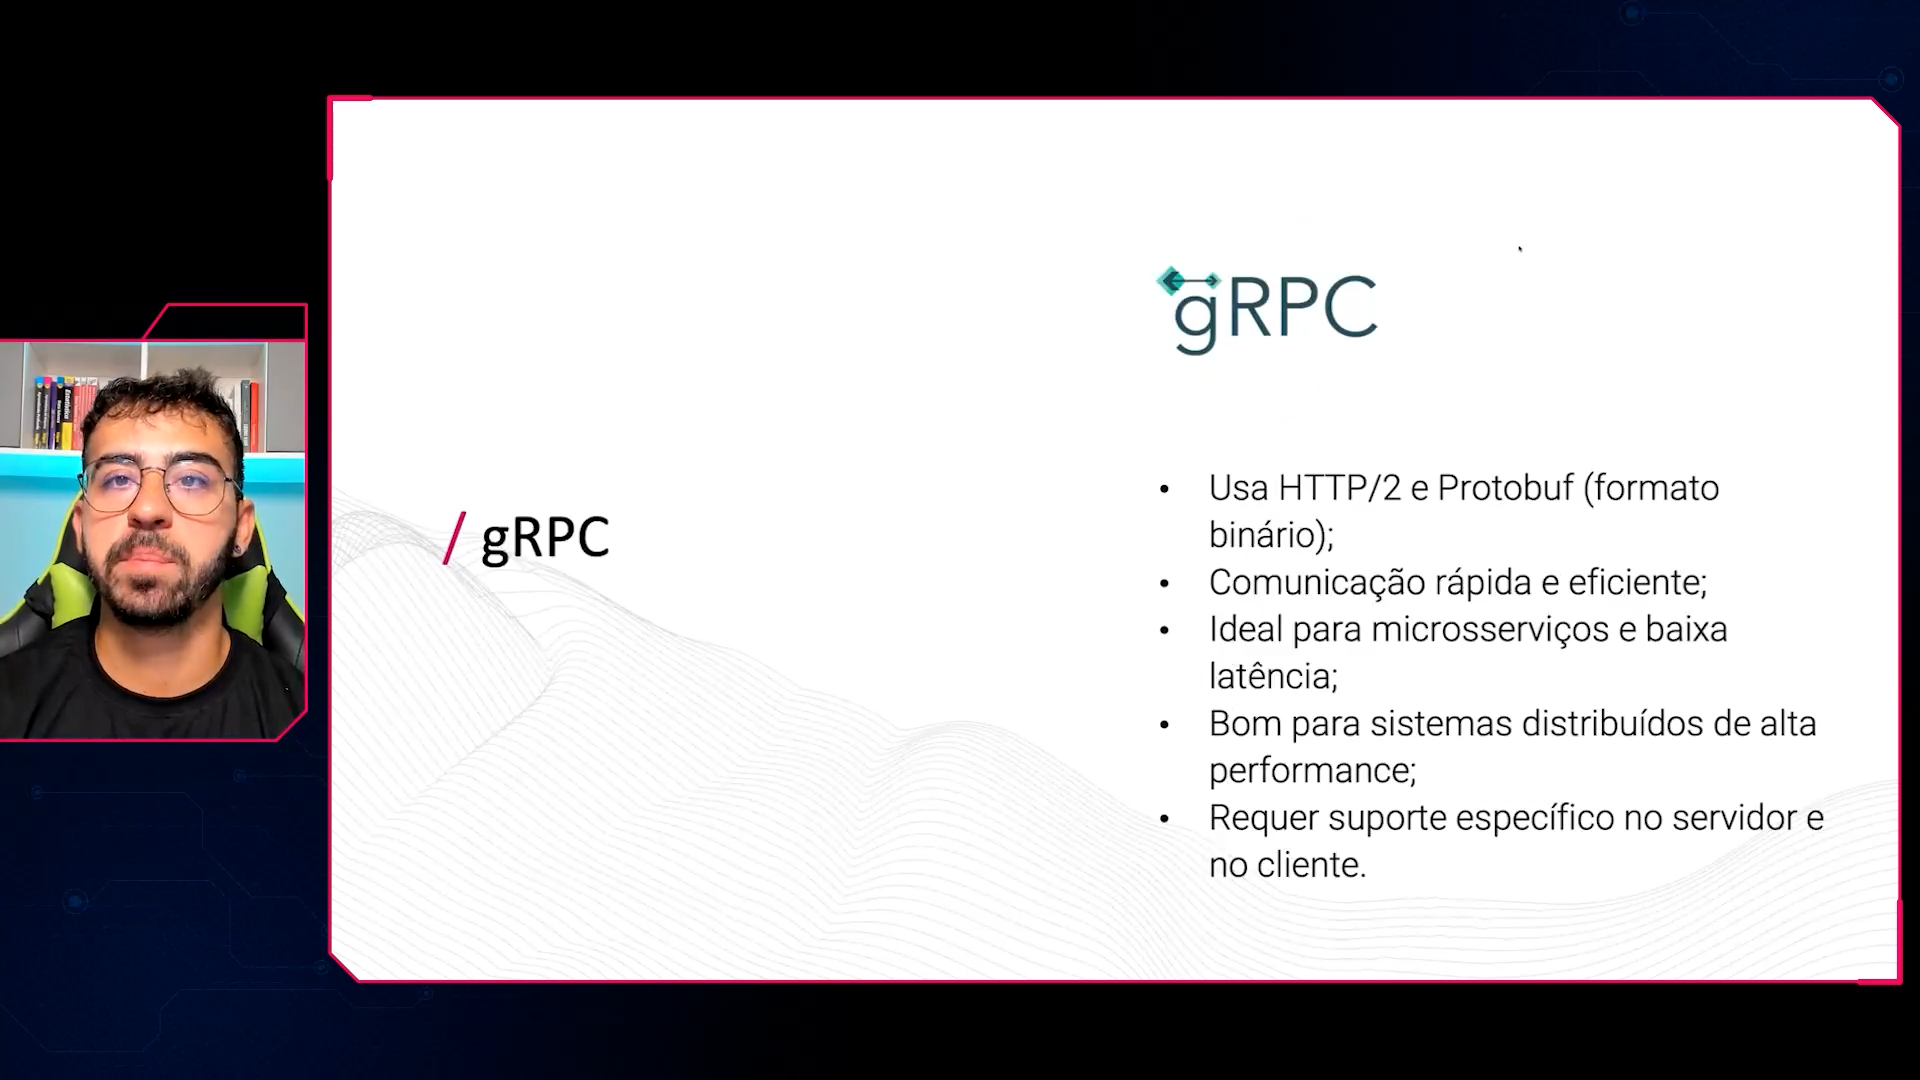 gRPC
/ gRPC
• Usa HTTP/2 e Protobuf (formato
binário);
• Comunicação rápida e eficiente;
• Ideal para microsserviços e baixa
latência;
• Bom para sistemas distribuídos de alta
performance;
• Requer suporte específico no servidor e
no cliente.